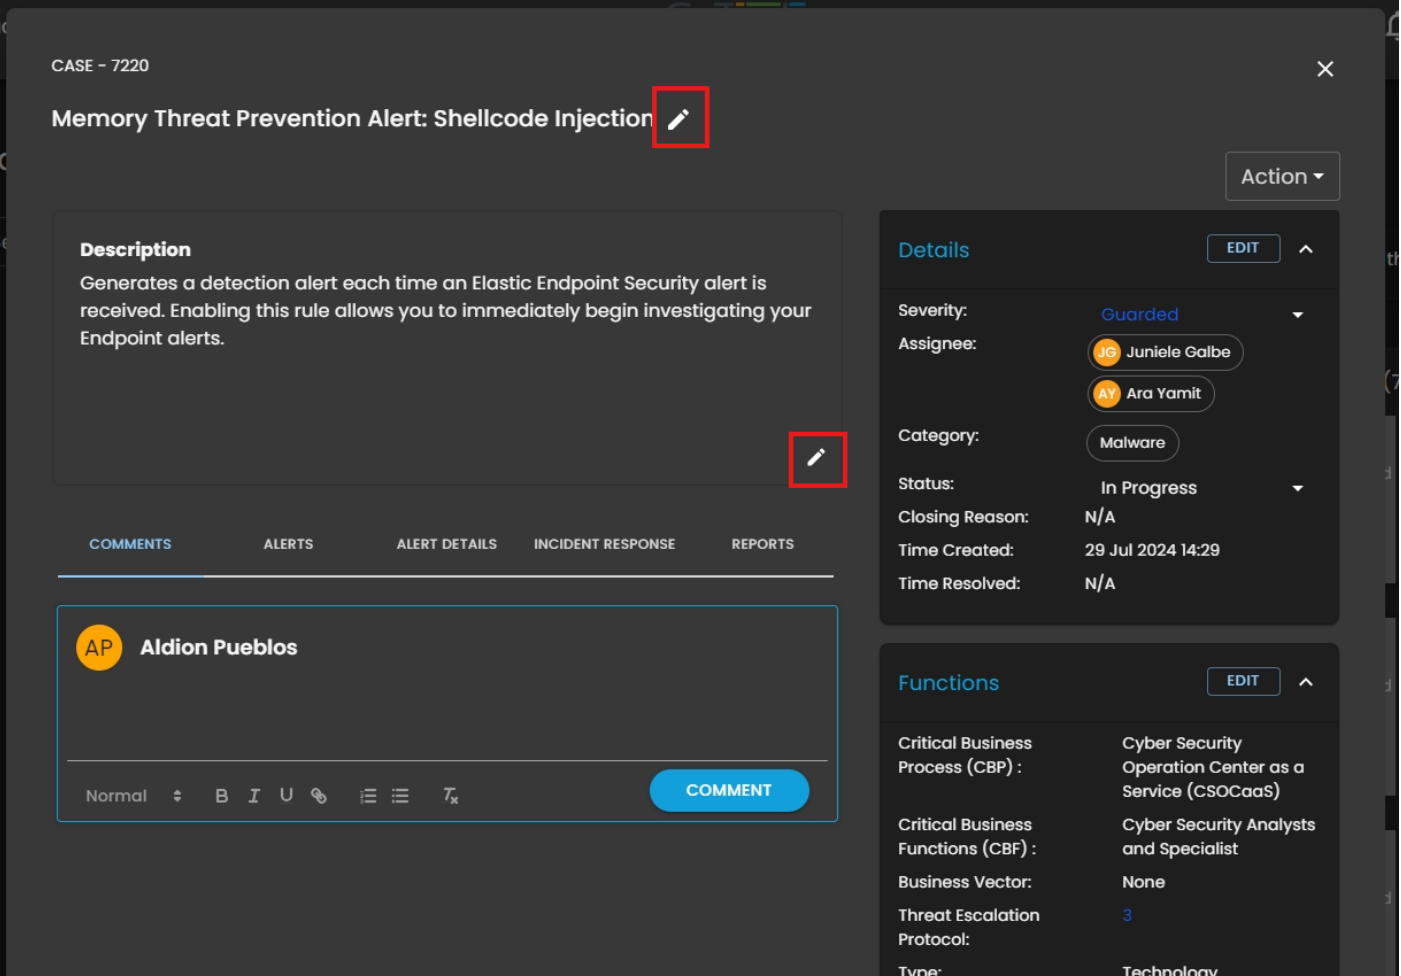 CASE - 7220
Memory Threat Prevention Alert: Shellcode Injection
Action
Description
Generates a detection alert each time an Elastic Endpoint Security alert is
received. Enabling this rule allows you to immediately begin investigating your
Endpoint alerts.
COMMENTS ALERTS ALERT DETAILS INCIDENT RESPONSE REPORTS
AP Aldion Pueblos
Normal B I U
COMMENT
Details EDIT
Severity: Guarded
Assignee: JG Juniele Galbe
AY Ara Yamit
Category: Malware
Status: In Progress
Closing Reason: N/A
Time Created: 29 Jul 2024 14:29
Time Resolved: N/A
Functions EDIT
Critical Business Cyber Security
Process (CBP) : Operation Center as a
Service (CSOCaaS)
Critical Business Cyber Security Analysts
Functions (CBF) : and Specialist
Business Vector: None
Threat Escalation 3
Protocol:
Type: Technology